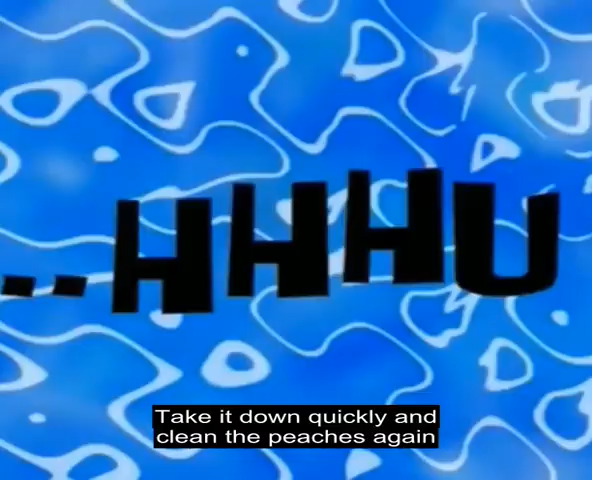 ..HHHU
Take it down quickly and
clean the peaches again